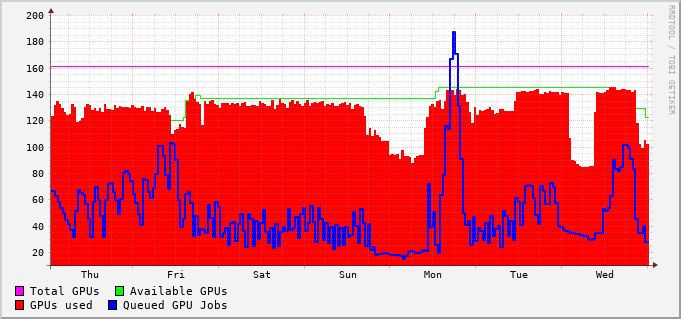 200
180
160
140
120
100
80
60
40
20
Thu Fri Sat Sun Mon Tue Wed
Total GPUs Available GPUs
GPUs used Queued GPU Jobs
RRDTOOL / TOBI OETIKER